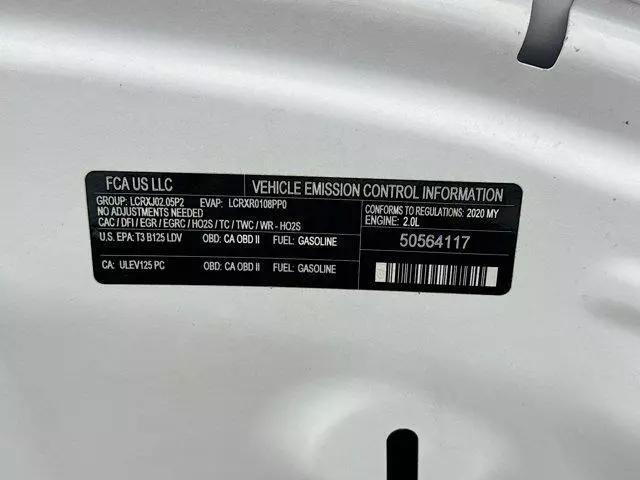 FCA US LLC
VEHICLE EMISSION CONTROL INFORMATION
GROUP: LCRXJ02.05P2 EVAP: LCRXR0108PP0
NO ADJUSTMENTS NEEDED
CAC / DFI / EGR / EGRC / HO2S / TC / TWC / WR - HO2S
CONFORMS TO REGULATIONS: 2020 MY
ENGINE: 2.0L
U.S. EPA: T3 B125 LDV OBD: CA OBD II FUEL: GASOLINE
CA: ULEV125 PC OBD: CA OBD II FUEL: GASOLINE
50564117